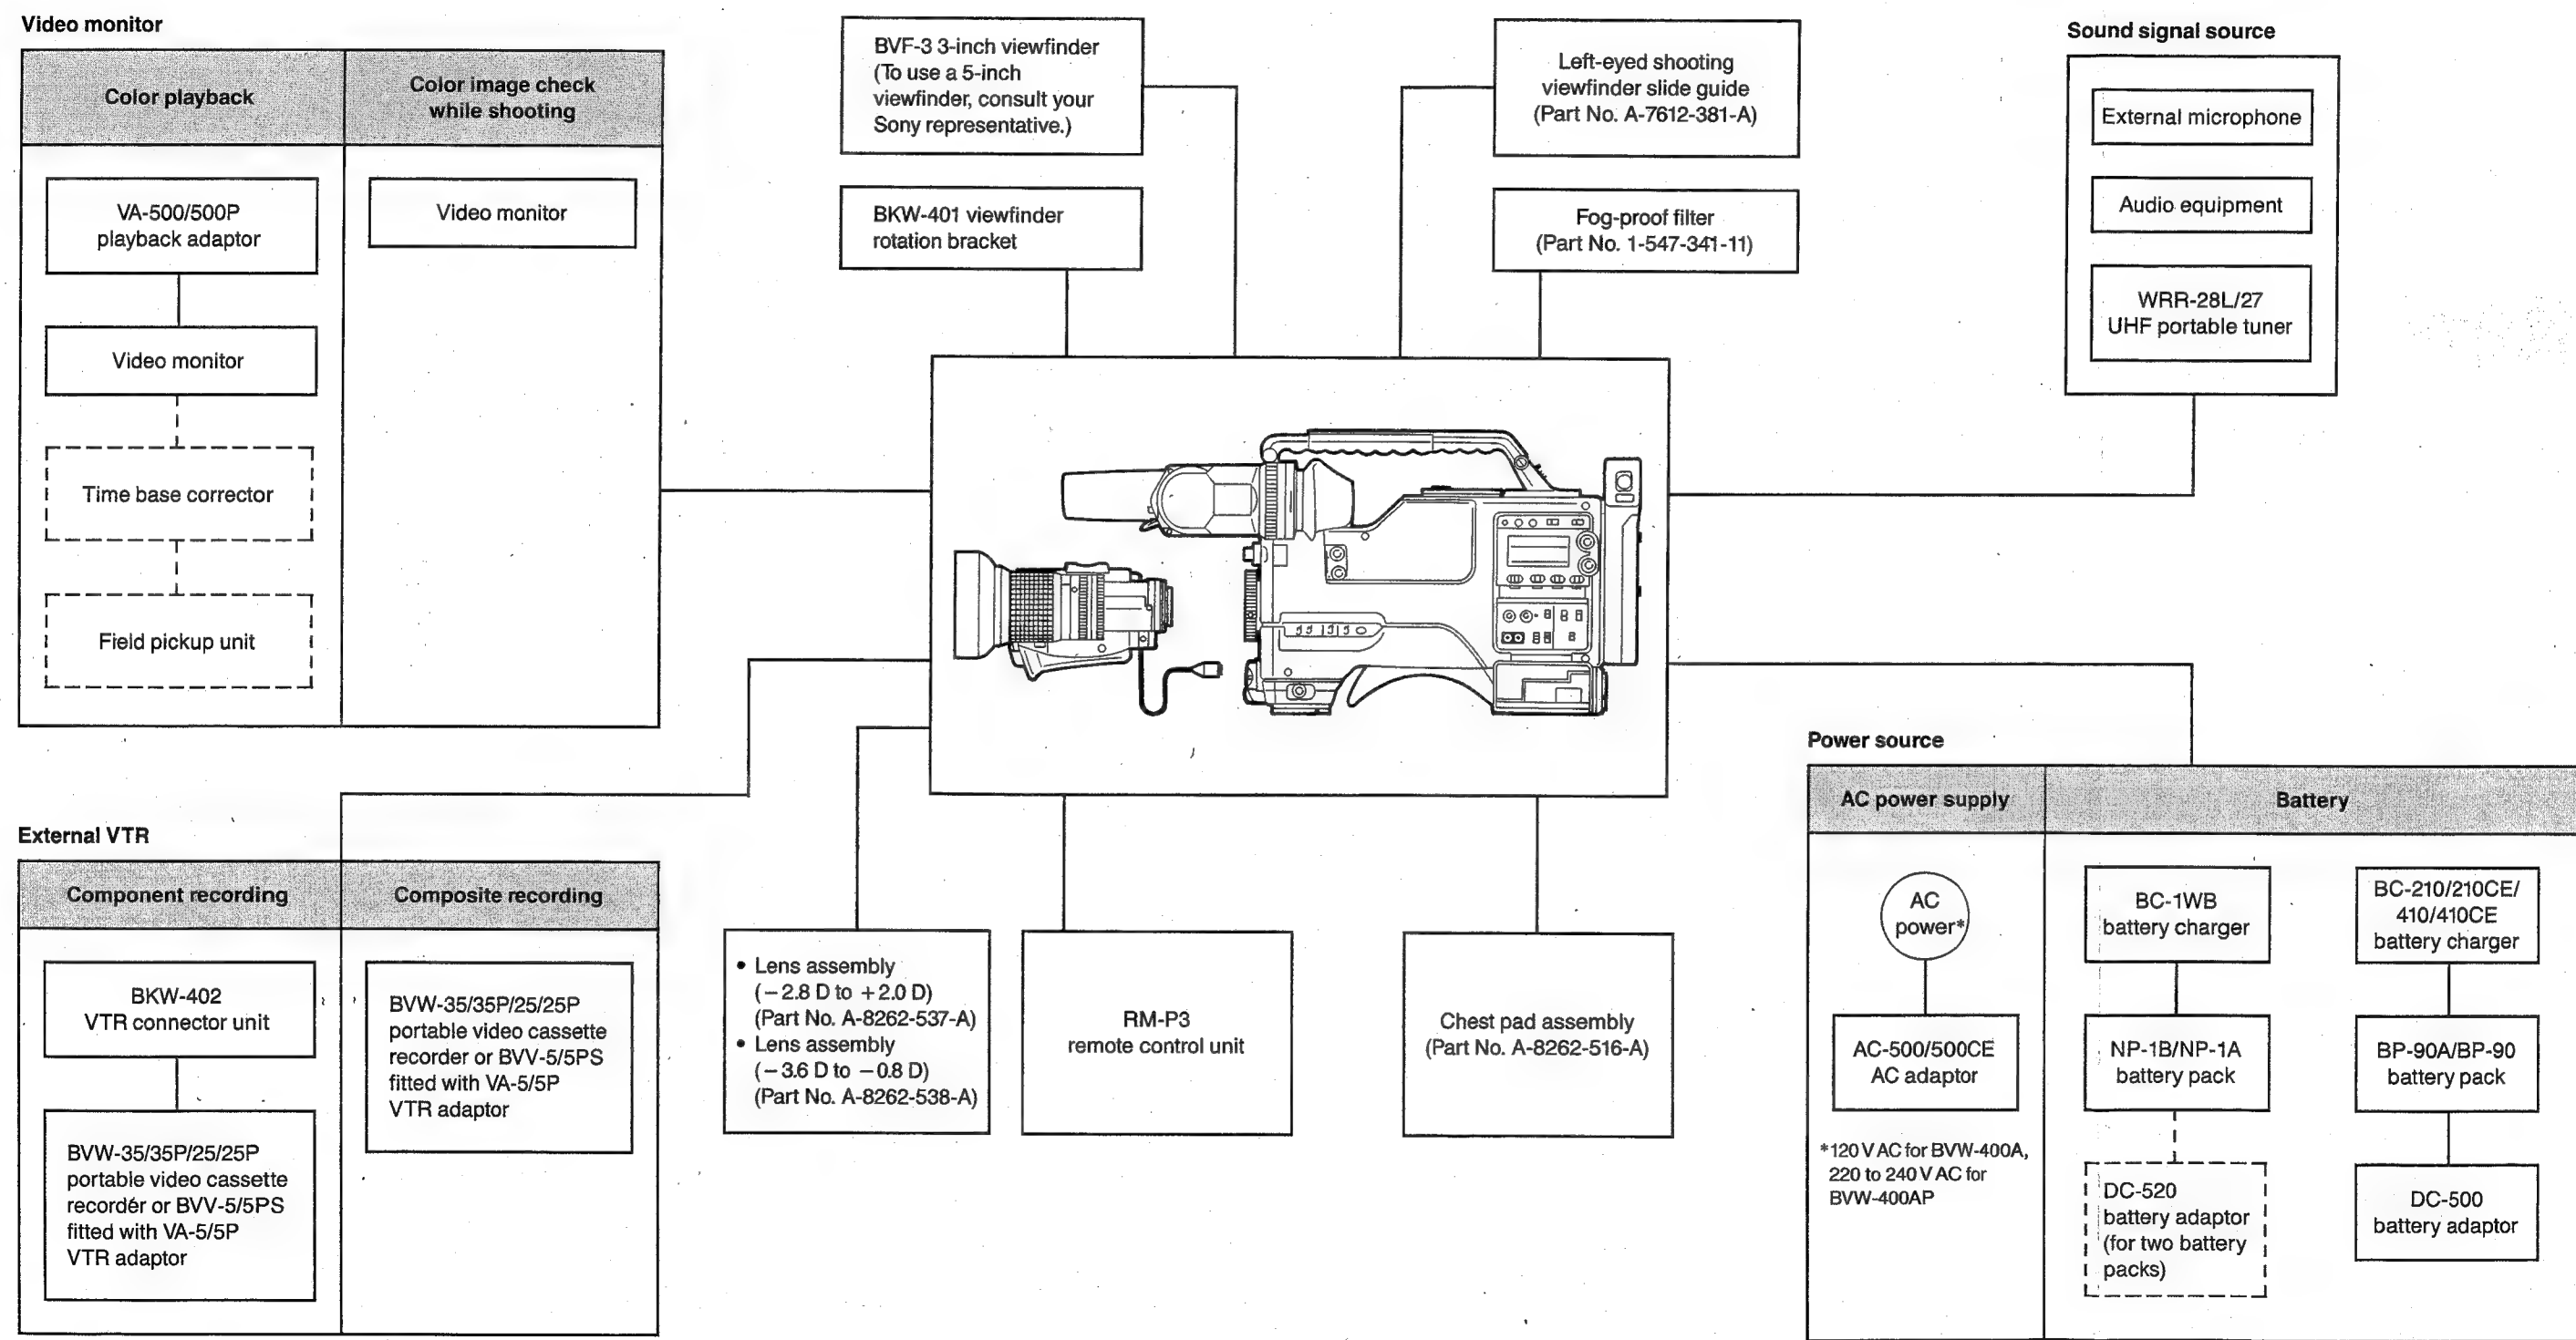 Video monitor
Color playback
Color image check
while shooting
VA-500/500P
playback adaptor
Video monitor
Time base corrector
Field pickup unit
Video monitor
BVF-3 3-inch viewfinder
(To use a 5-inch
viewfinder, consult your
Sony representative.)
BKW-401 viewfinder
rotation bracket
Left-eyed shooting
viewfinder slide guide
(Part No. A-7612-381-A)
Fog-proof filter
(Part No. 1-547-341-11)
Sound signal source
External microphone
Audio equipment
WRR-28L/27
UHF portable tuner
External VTR
Component recording
Composite recording
BKW-402
VTR connector unit
BVW-35/35P/25/25P
portable video cassette
recorder or BVV-5/5PS
fitted with VA-5/5P
VTR adaptor
BVW-35/35P/25/25P
portable video cassette
recorder or BVV-5/5PS
fitted with VA-5/5P
VTR adaptor
• Lens assembly
(−2.8 D to +2.0 D)
(Part No. A-8262-537-A)
• Lens assembly
(−3.6 D to −0.8 D)
(Part No. A-8262-538-A)
RM-P3
remote control unit
Chest pad assembly
(Part No. A-8262-516-A)
Power source
AC power supply
Battery
AC
power*
AC-500/500CE
AC adaptor
*120 V AC for BVW-400A,
220 to 240 V AC for
BVW-400AP
BC-1WB
battery charger
NP-1B/NP-1A
battery pack
DC-520
battery adaptor
(for two battery
packs)
BC-210/210CE/
410/410CE
battery charger
BP-90A/BP-90
battery pack
DC-500
battery adaptor